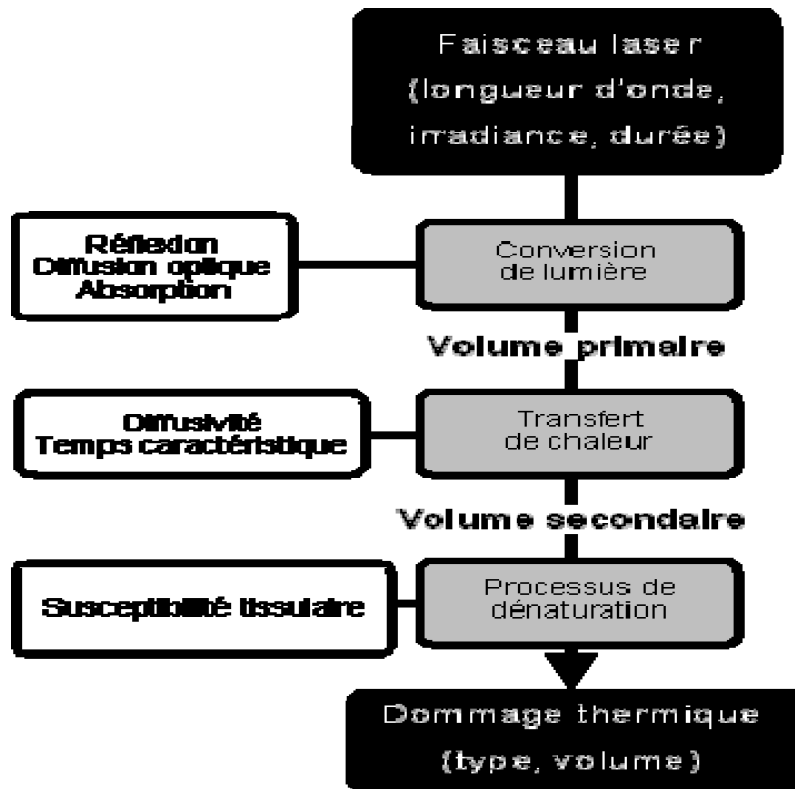 Faisceau laser
(longueur d'onde,
irradiance, durée)
Réflexion
Diffusion optique
Absorption
Conversion
de lumière
Volume primaire
Diffusivité
Temps caractéristique
Transfert
de chaleur
Volume secondaire
Susceptibilité tissulaire
Processus de
dénaturation
Dommage thermique
(type, volume)